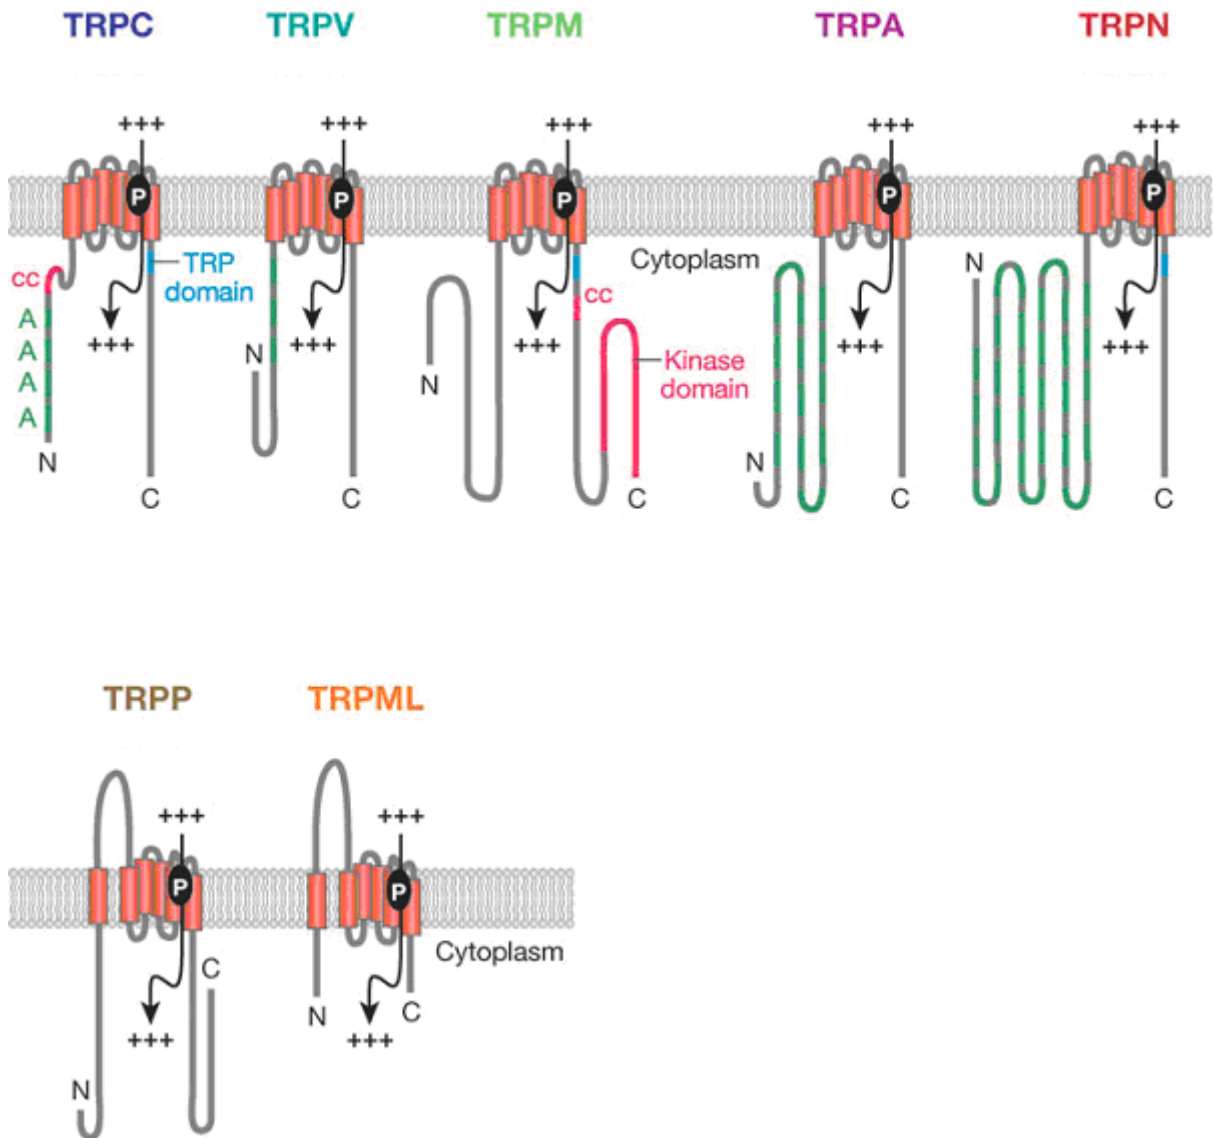 TRPC TRPV TRPM TRPA TRPN
+++ +++ +++ +++ +++
P P P P P
cc TRP domain
Cytoplasm
cc
A
A
A
A
+++ +++ +++ +++ +++
N N N N N
Kinase domain
C C C C C
TRPP TRPML
+++ +++
P P
Cytoplasm
C C
+++ +++
N N